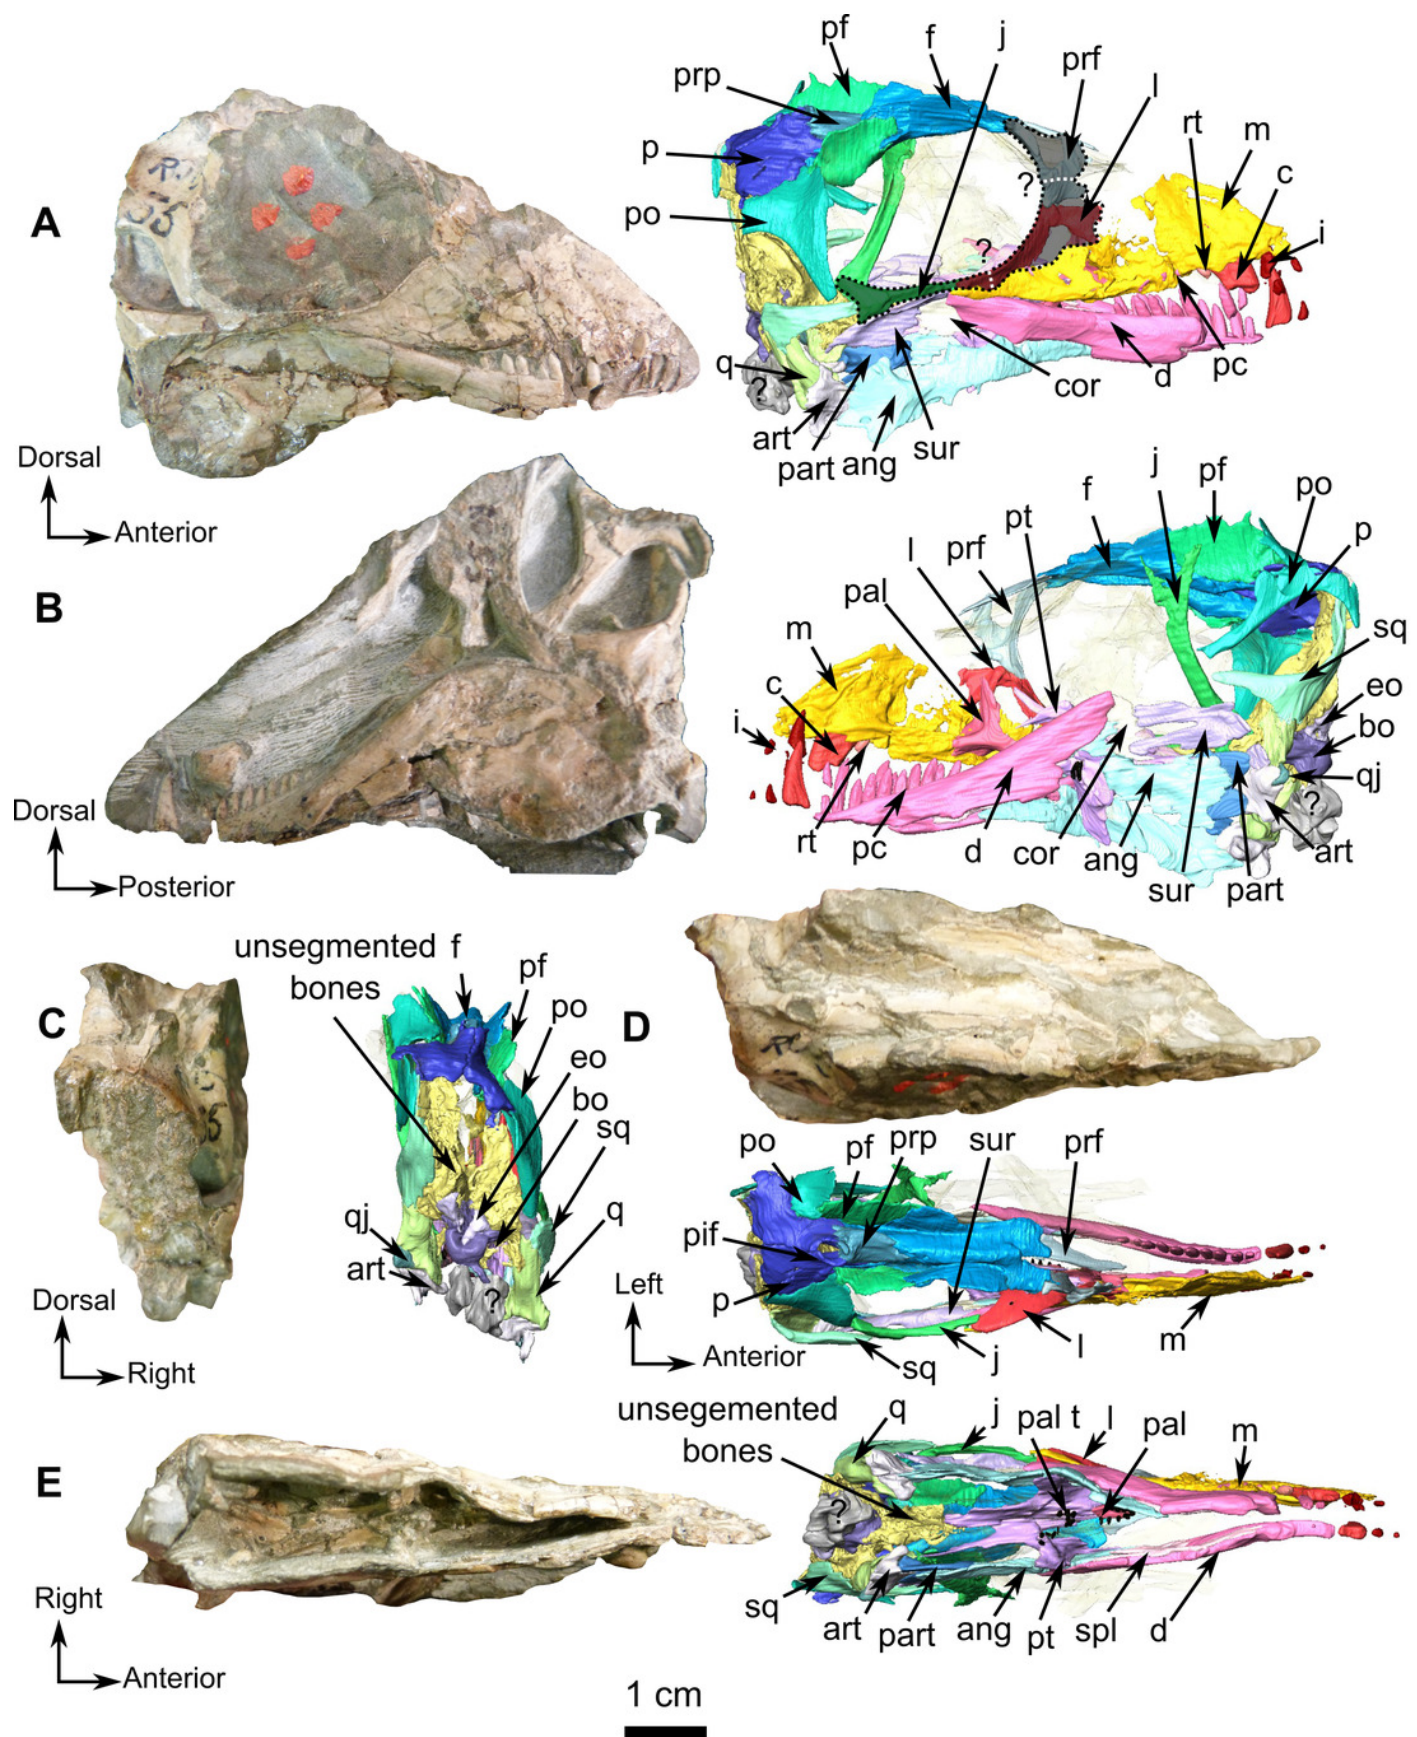 pf
f
j
prf
prp
l
rt
m
p
c
?
po
i
?
A
q
?
cor
d
pc
art
part
ang
sur
Dorsal
Anterior
B
j
pf
f
po
pt
p
prf
l
pal
sq
m
eo
c
bo
i
qj
?
rt
pc
d
cor
ang
art
sur
part
Dorsal
Posterior
C
unsegmented
bones
f
pf
po
eo
bo
sq
qj
q
art
?
Dorsal
Right
55
D
po
pf
prp
sur
prf
pif
p
m
l
j
sq
Left
Anterior
E
unsegemented
bones
q
j
pal t
l
pal
m
?
sq
art
part
ang
pt
spl
d
Right
Anterior
1 cm